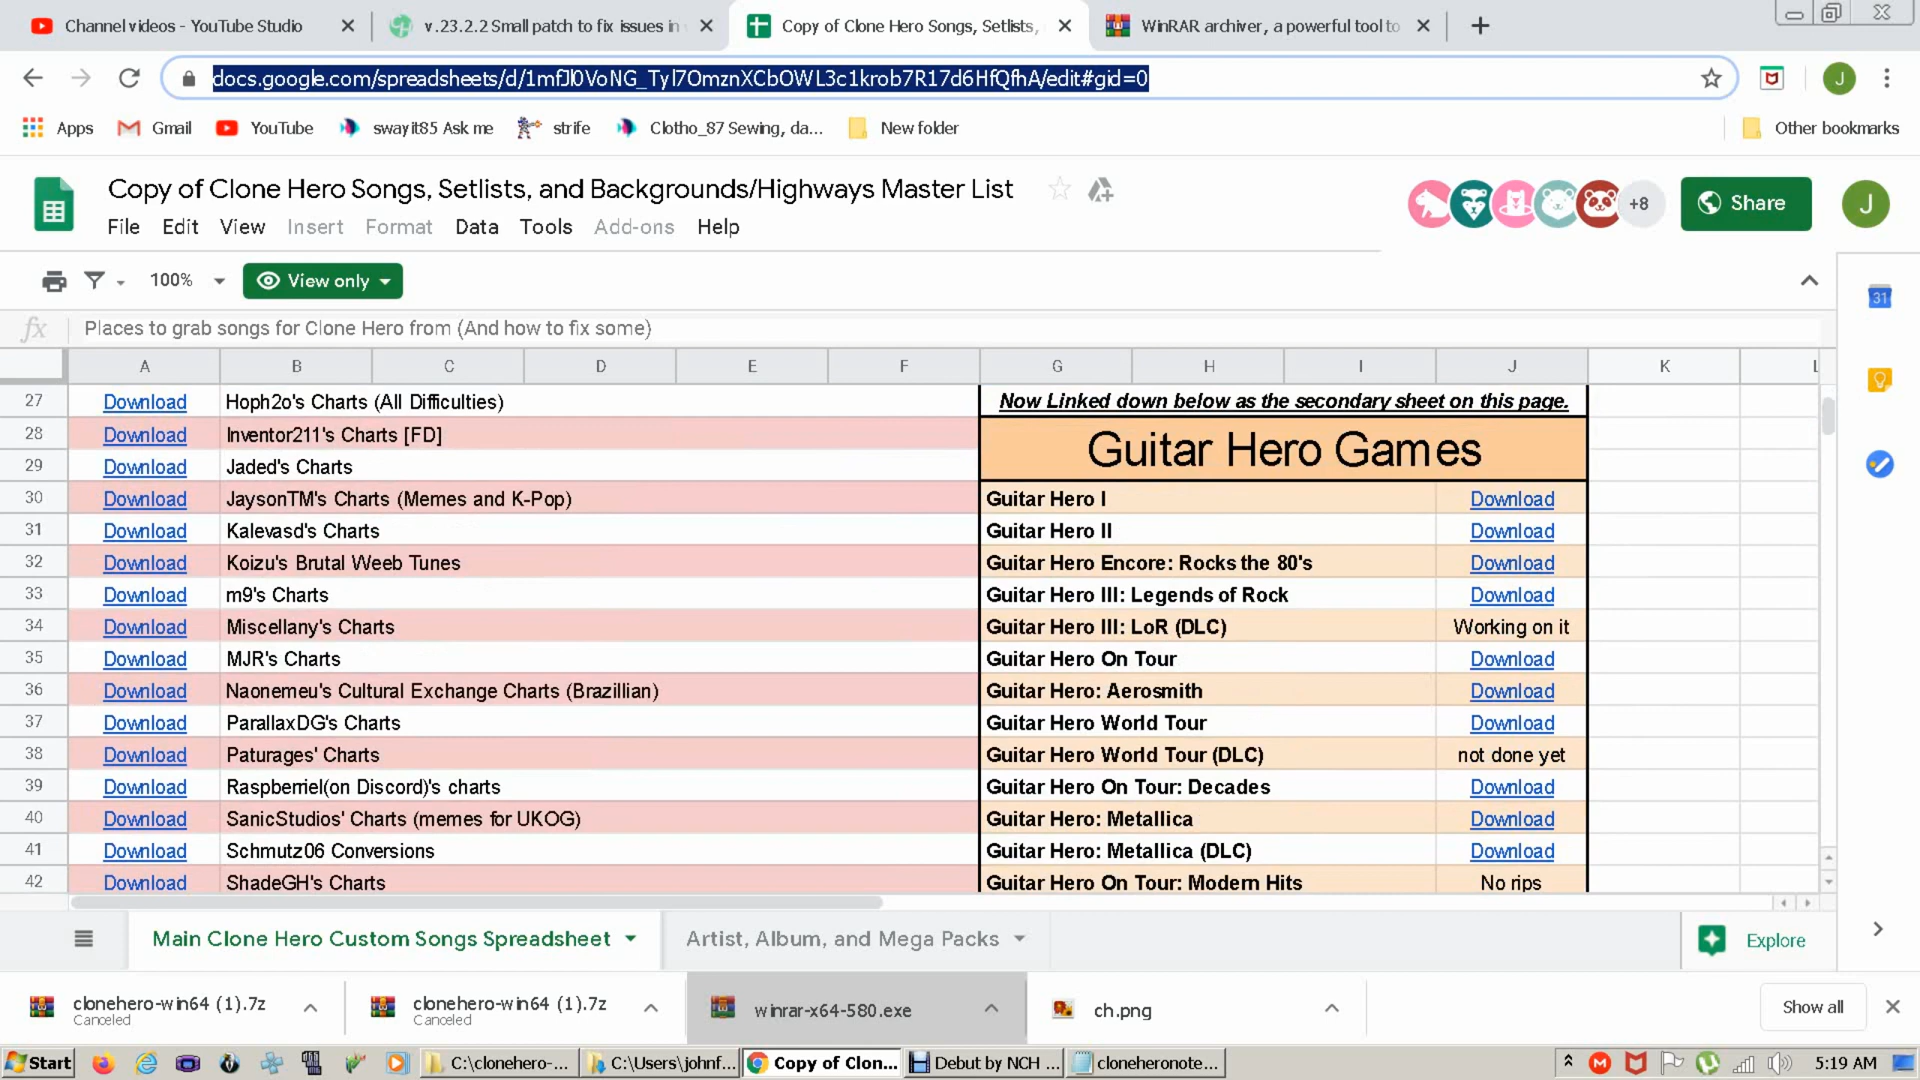 Channel videos - YouTube Studio
v.23.2.2 Small patch to fix issues in
Copy of Clone Hero Songs, Setlists,
WinRAR archiver, a powerful tool to
docs.google.com/spreadsheets/d/1mfJl0VoNG_Tyl7OmznXCbOWL3c1krob7R17d6HfQfhA/edit#gid=0
J
Apps
Gmail
YouTube
swayit85 Ask me
strife
Clotho_87 Sewing, da...
New folder
Other bookmarks
Copy of Clone Hero Songs, Setlists, and Backgrounds/Highways Master List
+8
Share
J
File Edit View Insert Format Data Tools Add-ons Help
100%
View only
31
fx Places to grab songs for Clone Hero from (And how to fix some)
A B C D E F G H I J K L
27 Download Hoph2o's Charts (All Difficulties) Now Linked down below as the secondary sheet on this page.
28 Download Inventor211's Charts [FD]
Guitar Hero Games
29 Download Jaded's Charts
30 Download JaysonTM's Charts (Memes and K-Pop) Guitar Hero I Download
31 Download Kalevasd's Charts Guitar Hero II Download
32 Download Koizu's Brutal Weeb Tunes Guitar Hero Encore: Rocks the 80's Download
33 Download m9's Charts Guitar Hero III: Legends of Rock Download
34 Download Miscellany's Charts Guitar Hero III: LoR (DLC) Working on it
35 Download MJR's Charts Guitar Hero On Tour Download
36 Download Naonemeu's Cultural Exchange Charts (Brazillian) Guitar Hero: Aerosmith Download
37 Download ParallaxDG's Charts Guitar Hero World Tour Download
38 Download Paturages' Charts Guitar Hero World Tour (DLC) not done yet
39 Download Raspberriel(on Discord)'s charts Guitar Hero On Tour: Decades Download
40 Download SanicStudios' Charts (memes for UKOG) Guitar Hero: Metallica Download
41 Download Schmutz06 Conversions Guitar Hero: Metallica (DLC) Download
42 Download ShadeGH's Charts Guitar Hero On Tour: Modern Hits No rips
Main Clone Hero Custom Songs Spreadsheet
Artist, Album, and Mega Packs
Explore
clonehero-win64 (1).7z
Canceled
clonehero-win64 (1).7z
Canceled
winrar-x64-580.exe
ch.png
Show all
Start
C:\clonehero-...
C:\Users\johnf...
Copy of Clon...
Debut by NCH ...
cloneheronote...
5:19 AM